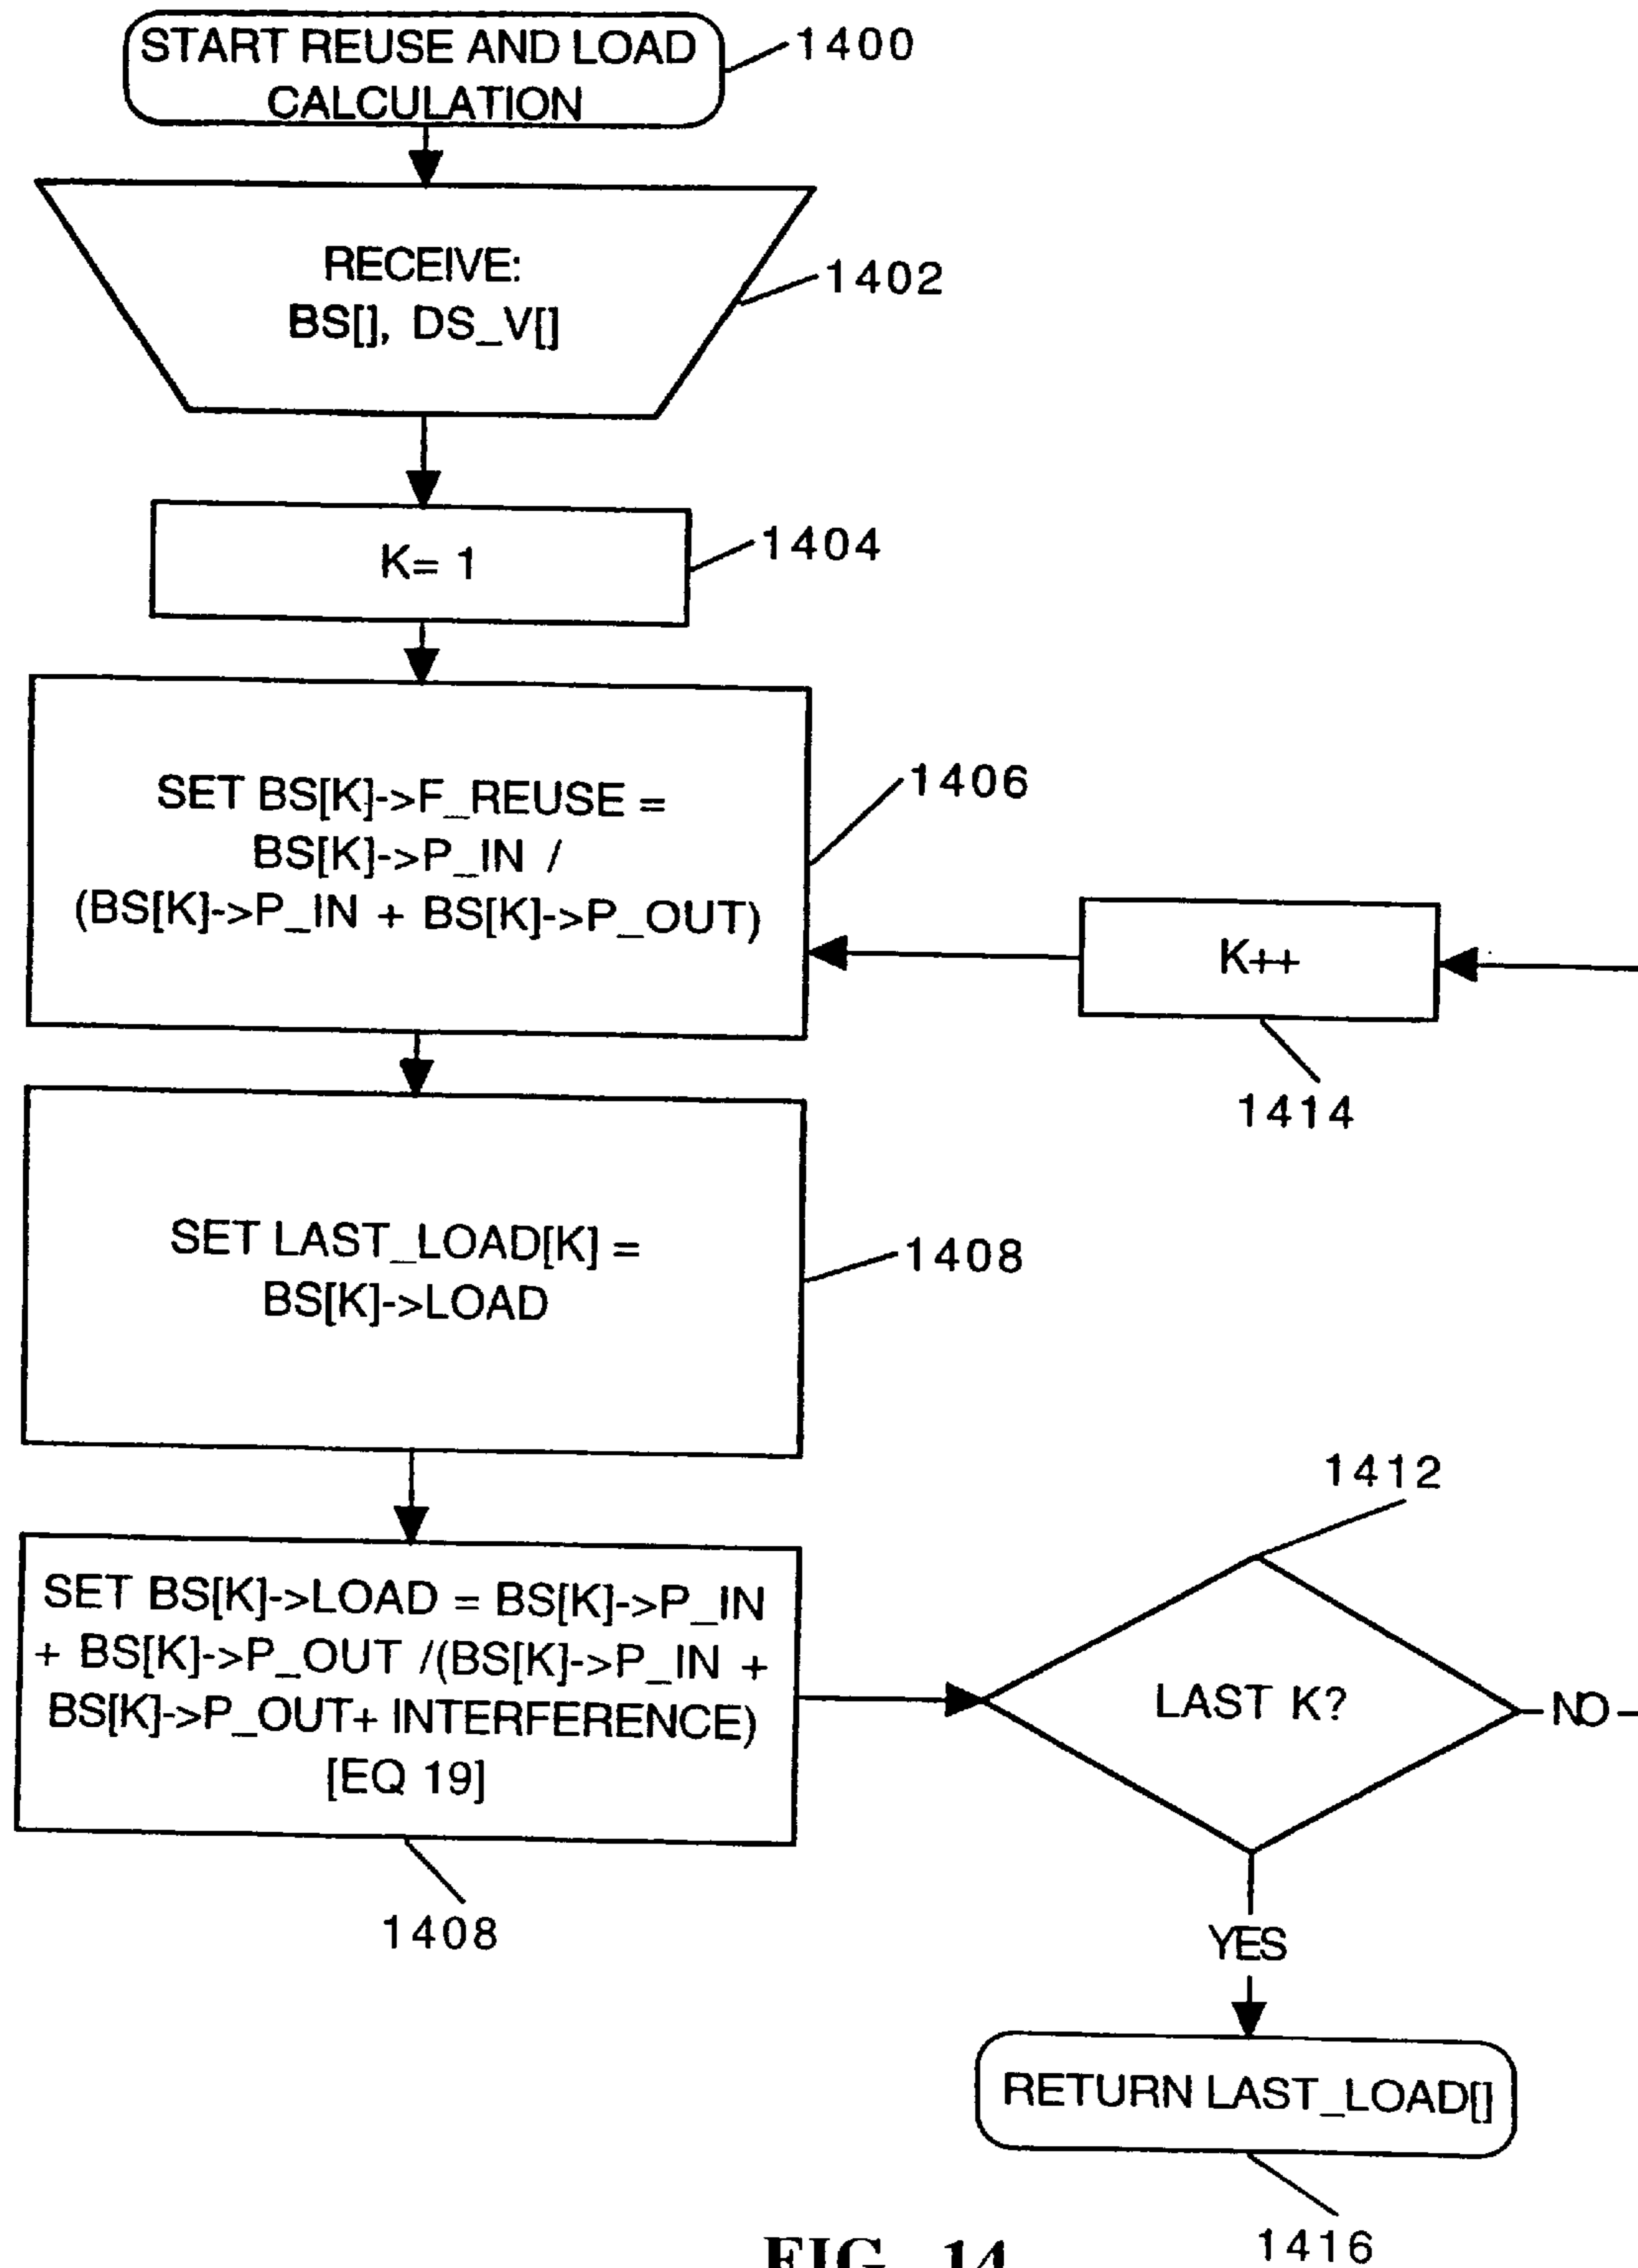 START REUSE AND LOAD
CALCULATION
1400
RECEIVE:
BS[], DS_V[]
1402
K= 1
1404
SET BS[K]->F_REUSE =
BS[K]->P_IN /
(BS[K]->P_IN + BS[K]->P_OUT)
1406
K++
1414
SET LAST_LOAD[K] =
BS[K]->LOAD
1408
SET BS[K]->LOAD = BS[K]->P_IN
+ BS[K]->P_OUT /(BS[K]->P_IN +
BS[K]->P_OUT+ INTERFERENCE)
[EQ 19]
1408
1412
LAST K?
NO
YES
RETURN LAST_LOAD[]
1416
FIG. 14